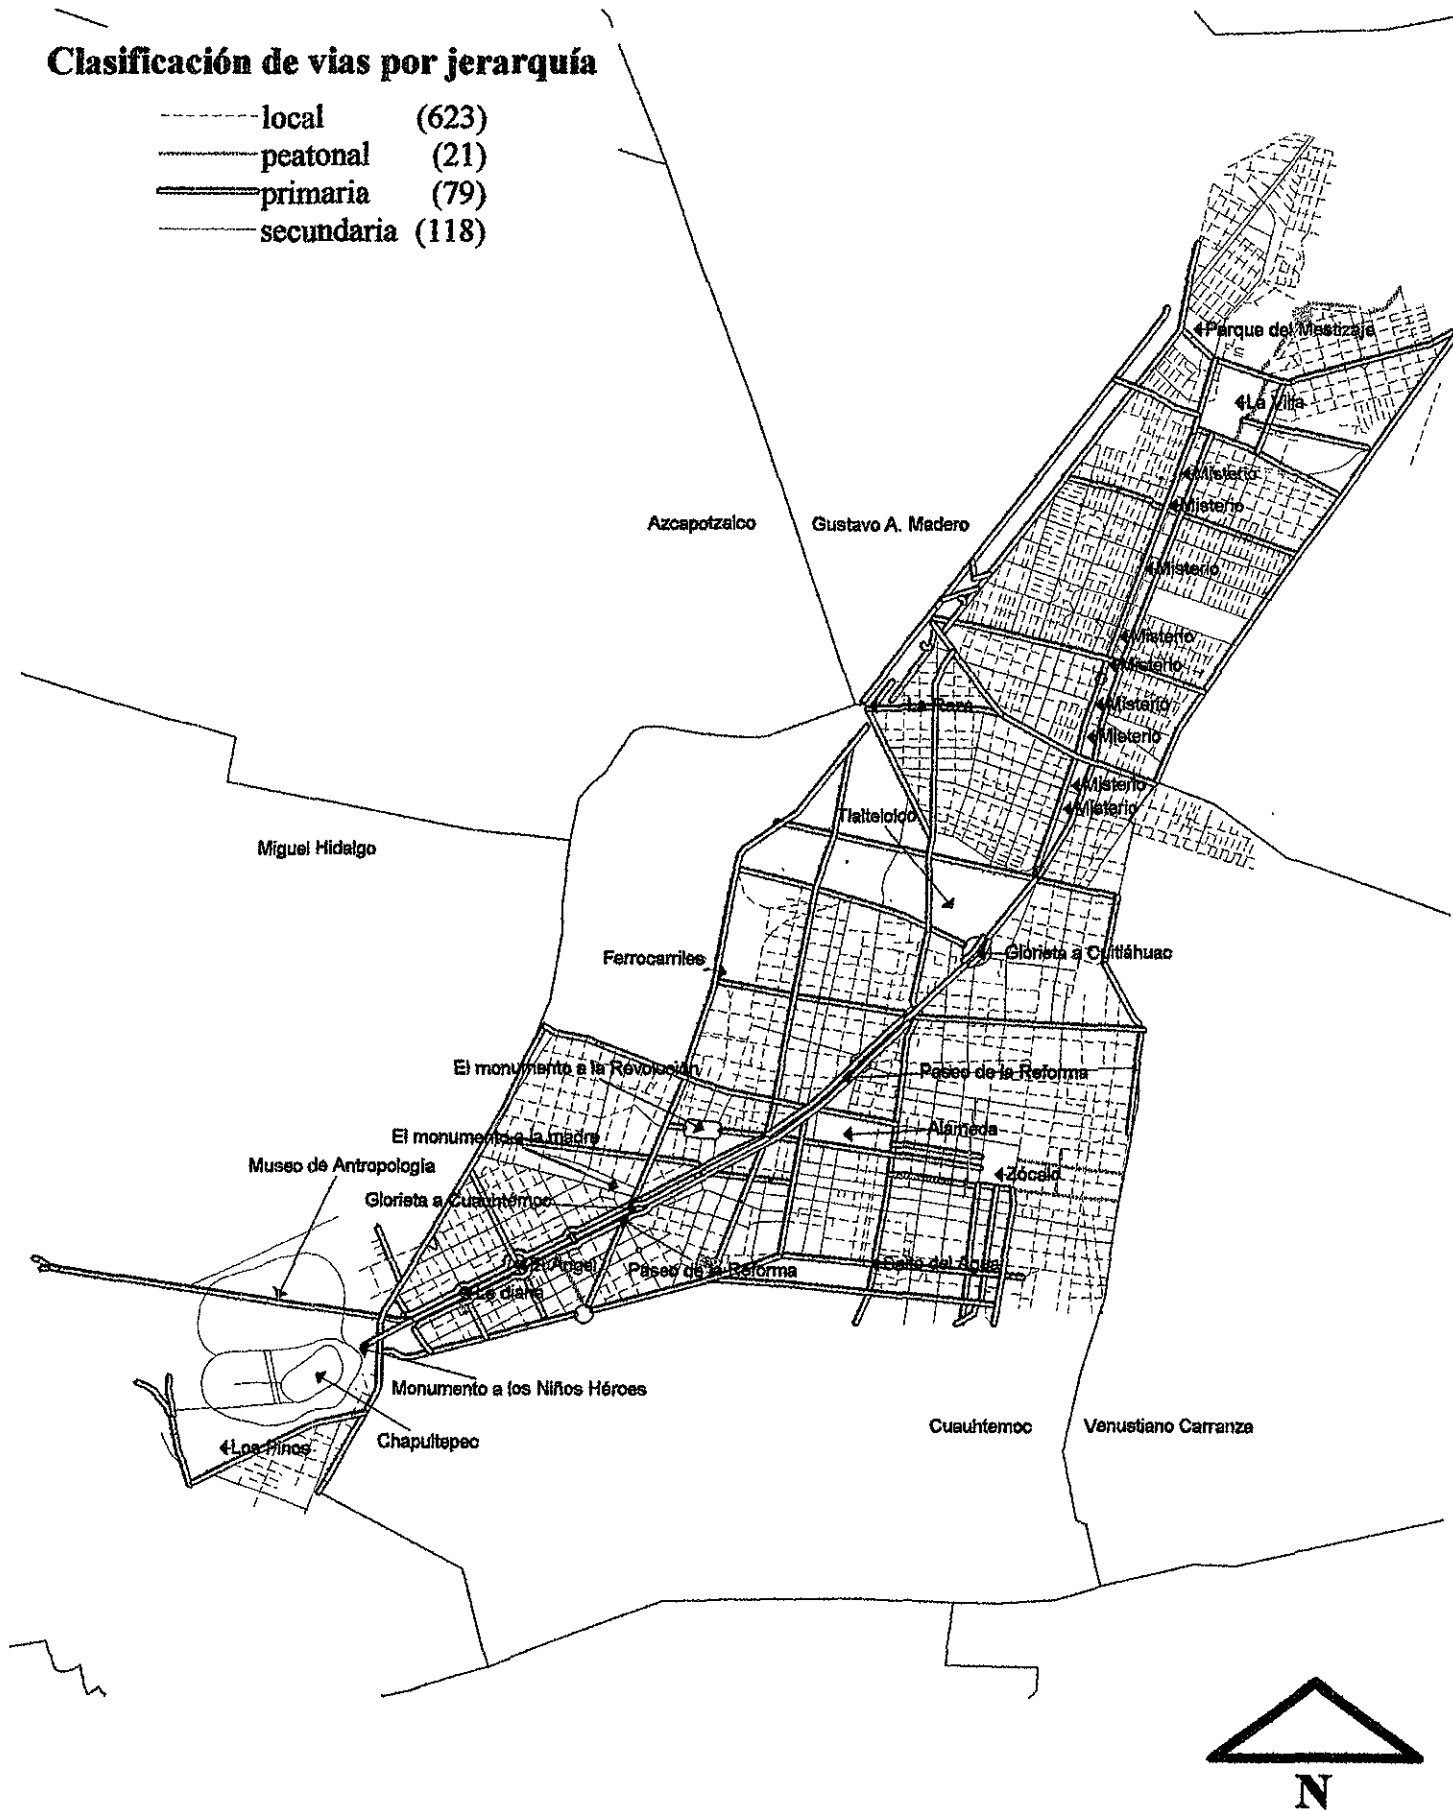 Clasificación de vias por jerarquía
local (623)
peatonal (21)
primaria (79)
secundaria (118)
Parque del Mestizaje
La Villa
Misterio
Misterio
Azcapotzalco
Gustavo A. Madero
Misterio
Misterio
Misterio
La Raza
Misterio
Misterio
Misterio
Misterio
Tlalteloloo
Miguel Hidalgo
Glorieta a Cuitláhuac
Ferrocarriles
El monumento a la Revolución
Paseo de la Reforma
Alameda
El monumento a la madre
Museo de Antropología
Zócalo
Glorieta a Cuauhtémoc
El Angel
Paseo de la Reforma
Salto del Agua
La diana
Monumento a los Niños Héroes
Cuauhtemoc
Venustiano Carranza
Chapultepec
Los Pinos
N